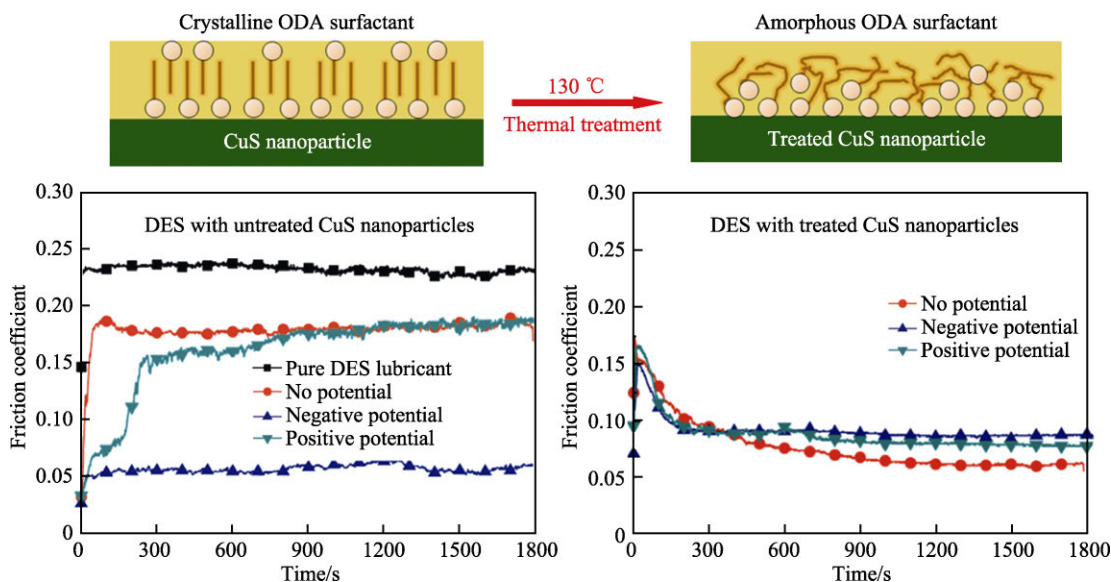 Crystalline ODA surfactant
Amorphous ODA surfactant
130 ℃
Thermal treatment
CuS nanoparticle
Treated CuS nanoparticle
0.30
0.25
0.20
0.15
0.10
0.05
0
Friction coefficient
DES with untreated CuS nanoparticles
Pure DES lubricant
No potential
Negative potential
Positive potential
0 300 600 900 1200 1500 1800
Time/s
0.30
0.25
0.20
0.15
0.10
0.05
0
Friction coefficient
DES with treated CuS nanoparticles
No potential
Negative potential
Positive potential
0 300 600 900 1200 1500 1800
Time/s